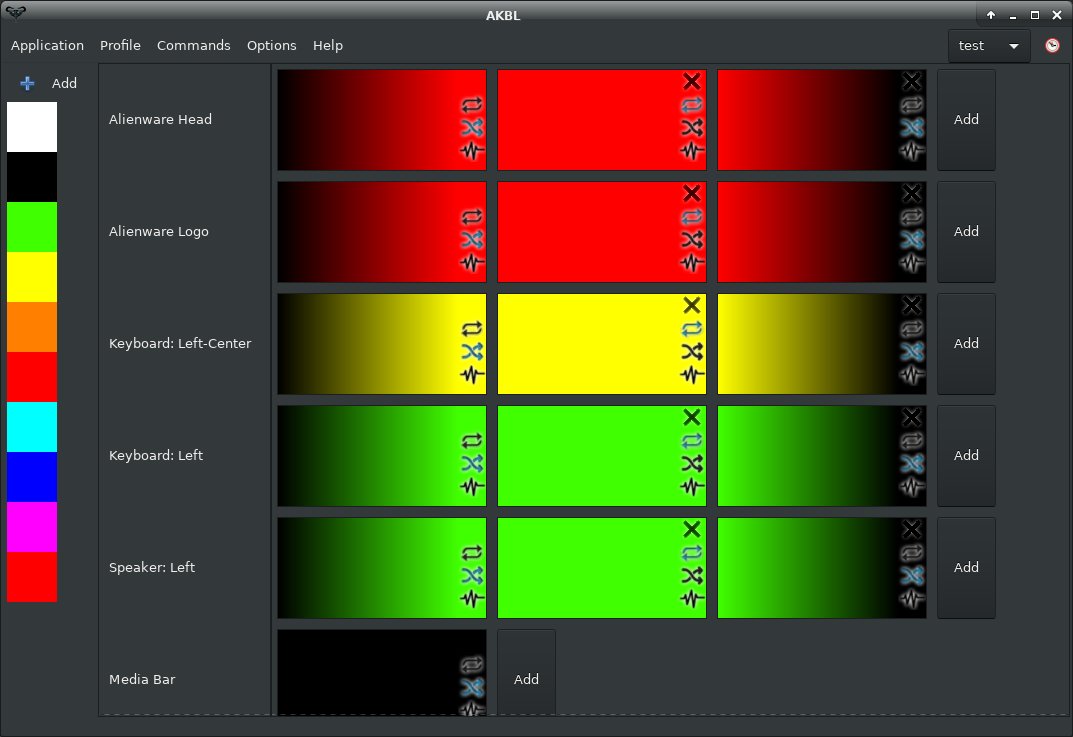 AKBL
Application Profile Commands Options Help test
Add
Alienware Head Add
Alienware Logo Add
Keyboard: Left-Center Add
Keyboard: Left Add
Speaker: Left Add
Media Bar Add